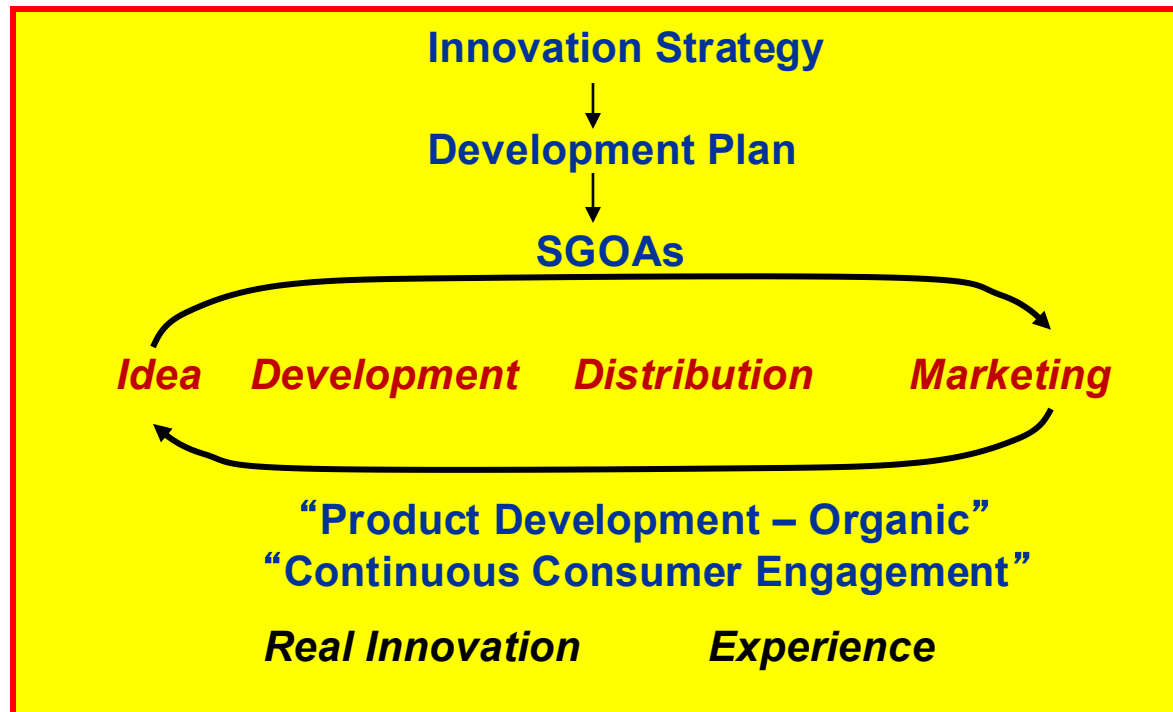 Innovation Strategy
Development Plan
SGOAs
Idea Development Distribution Marketing
“Product Development – Organic”
“Continuous Consumer Engagement”
Real Innovation Experience